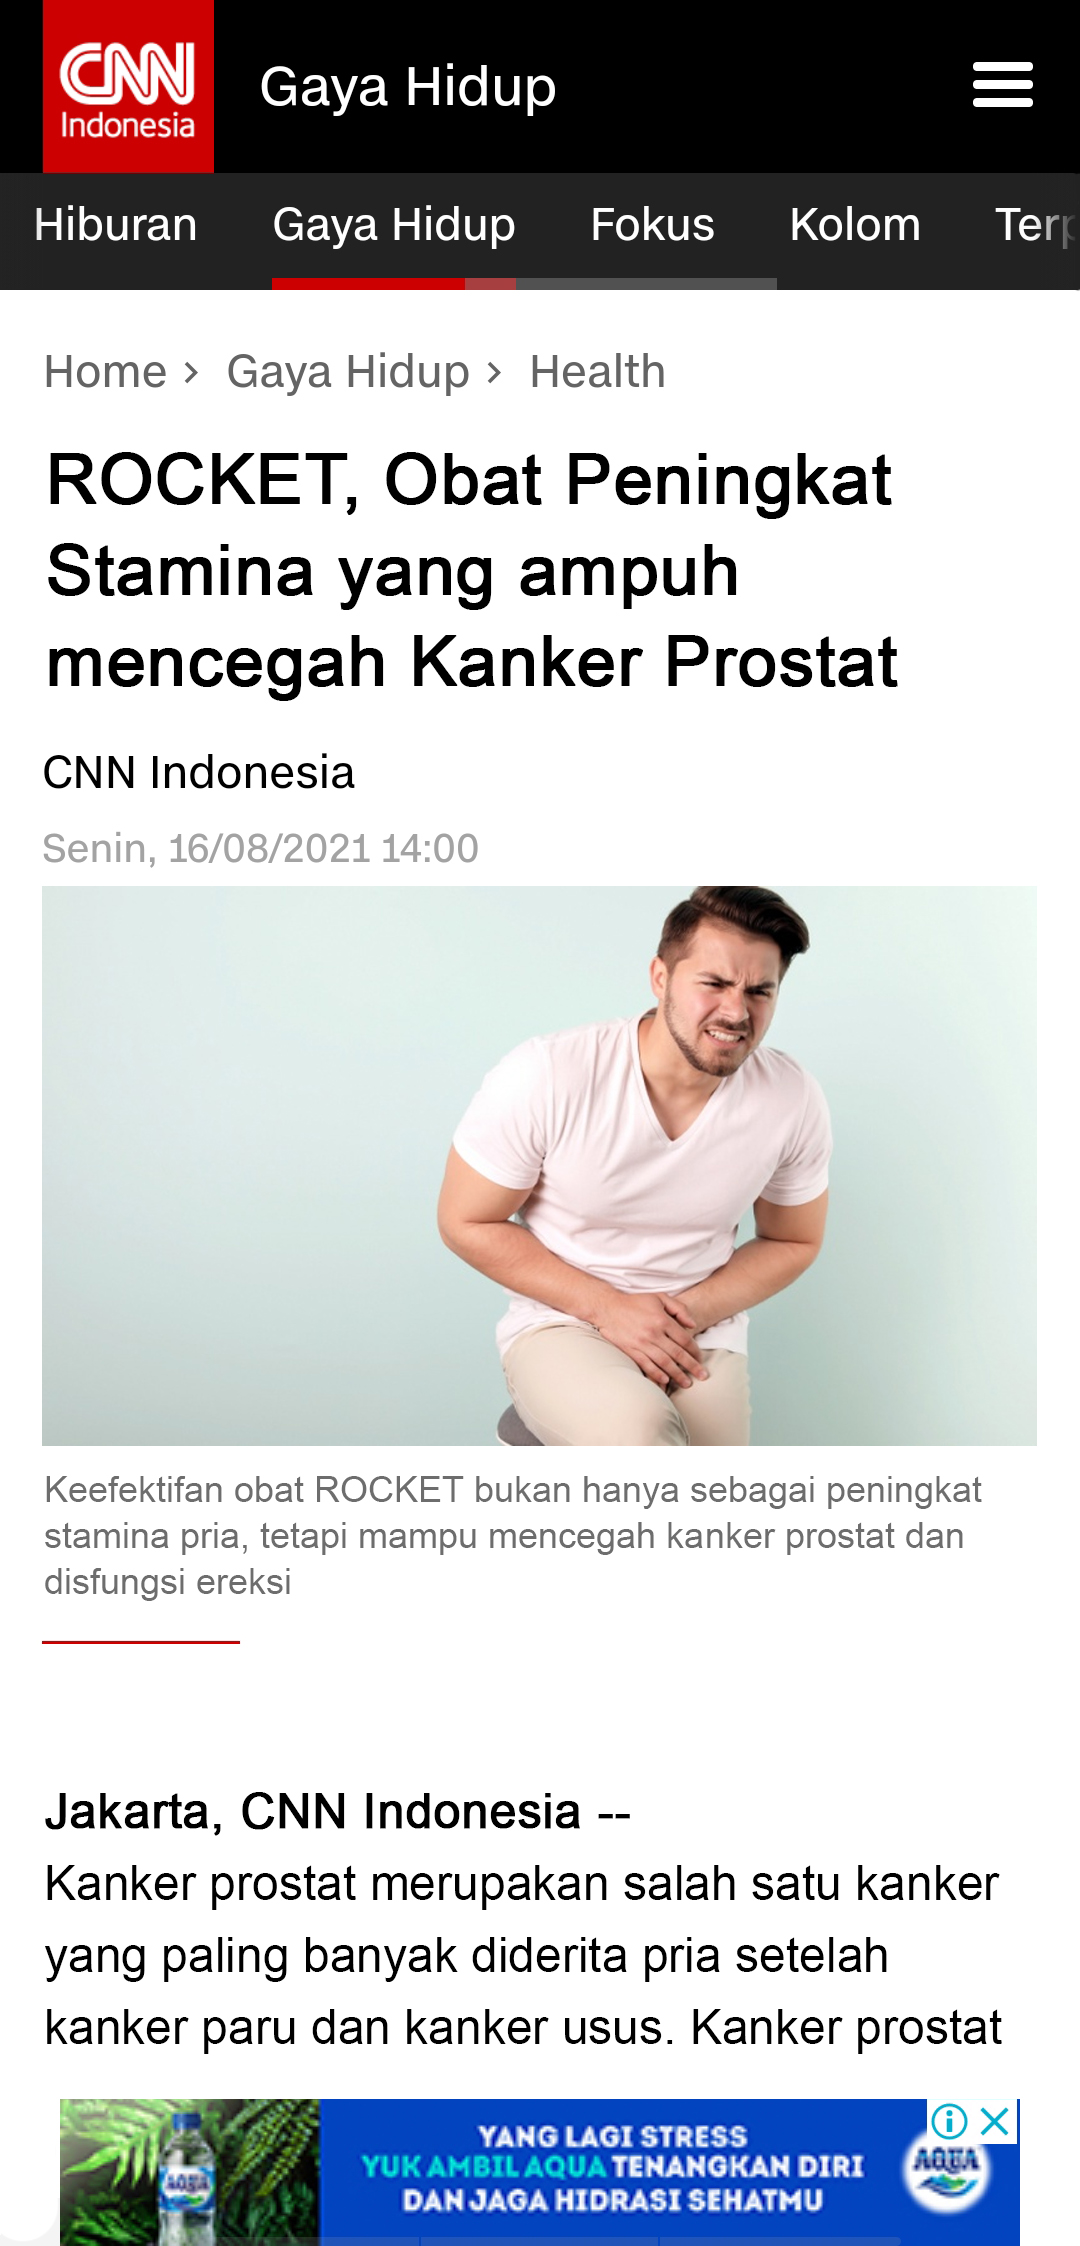 CNN
Indonesia
Gaya Hidup
Hiburan Gaya Hidup Fokus Kolom
Home › Gaya Hidup › Health
ROCKET, Obat Peningkat
Stamina yang ampuh
mencegah Kanker Prostat
CNN Indonesia
Senin, 16/08/2021 14:00
Keefektifan obat ROCKET bukan hanya sebagai peningkat
stamina pria, tetapi mampu mencegah kanker prostat dan
disfungsi ereksi
Jakarta, CNN Indonesia --
Kanker prostat merupakan salah satu kanker
yang paling banyak diderita pria setelah
kanker paru dan kanker usus. Kanker prostat
AQUA
YANG LAGI STRESS
YUK AMBIL AQUA TENANGKAN DIRI
DAN JAGA HIDRASI SEHATMU
AQUA